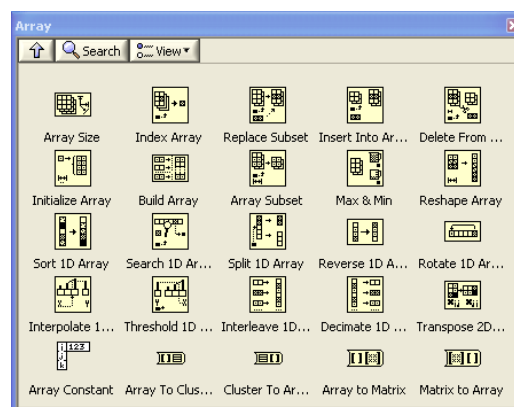 Array
Search View
Array Size Index Array Replace Subset Insert Into Ar... Delete From ...
Initialize Array Build Array Array Subset Max & Min Reshape Array
Sort 1D Array Search 1D Ar... Split 1D Array Reverse 1D A... Rotate 1D Ar...
Interpolate 1... Threshold 1D ... Interleave 1D... Decimate 1D ... Transpose 2D...
Array Constant Array To Clus... Cluster To Ar... Array to Matrix Matrix to Array